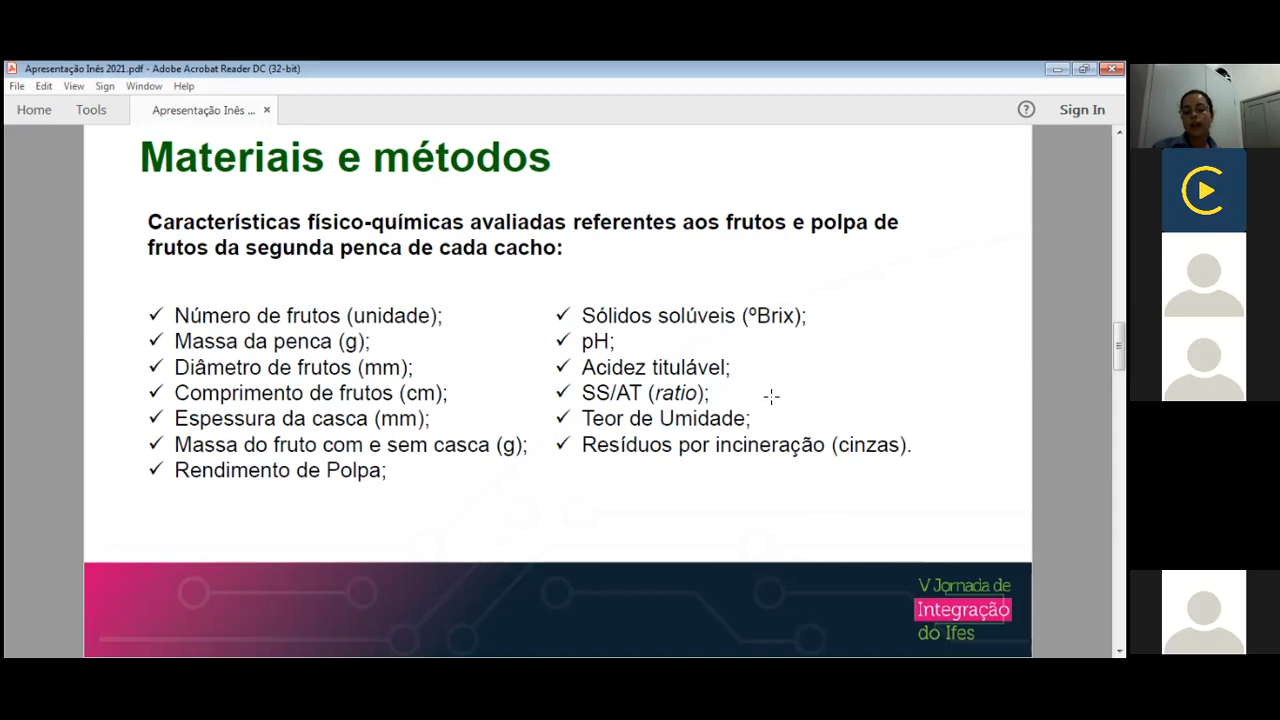 Apresentação Inês 2021.pdf - Adobe Acrobat Reader DC (32-bit)
File Edit View Sign Window Help
Home Tools Apresentação Inês ... × ? Sign In
Materiais e métodos
Características físico-químicas avaliadas referentes aos frutos e polpa de
frutos da segunda penca de cada cacho:
✓ Número de frutos (unidade);
✓ Massa da penca (g);
✓ Diâmetro de frutos (mm);
✓ Comprimento de frutos (cm);
✓ Espessura da casca (mm);
✓ Massa do fruto com e sem casca (g);
✓ Rendimento de Polpa;
✓ Sólidos solúveis (ºBrix);
✓ pH;
✓ Acidez titulável;
✓ SS/AT (ratio);
✓ Teor de Umidade;
✓ Resíduos por incineração (cinzas).
V Jornada de
Integração
do Ifes